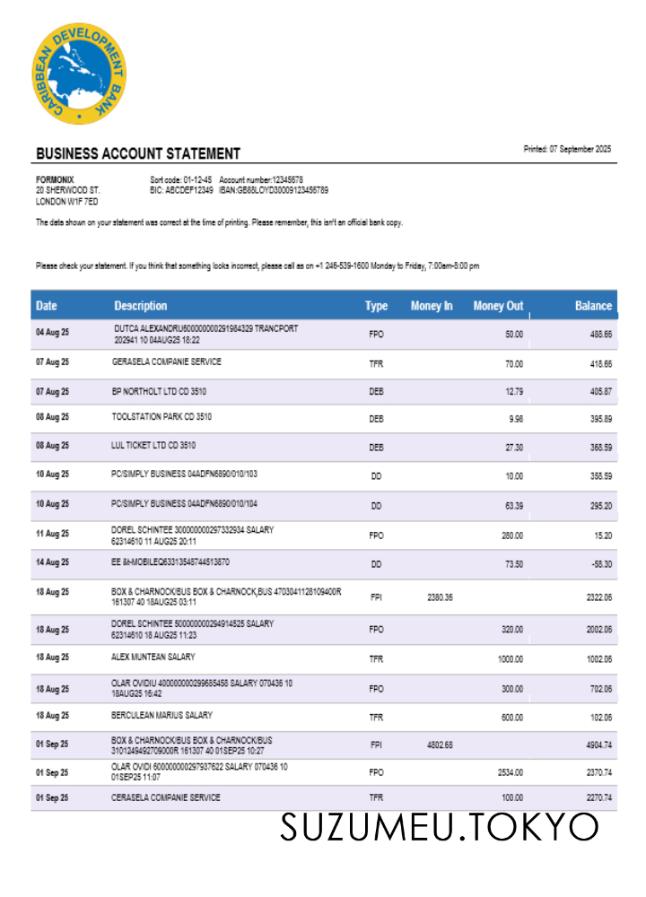 CARIBBEAN DEVELOPMENT BANK
BUSINESS ACCOUNT STATEMENT
Printed: 07 September 2025
FORMONIX
20 SHERWOOD ST.
LONDON W1F 7ED
Sort code: 01-12-45 Account number:12345678
BIC: ABCDEF12349 IBAN:GB88LOYD30009123456789
The data shown on your statement was correct at the time of printing. Please remember, this isn't an official bank copy.
Please check your statement. If you think that something looks incorrect, please call as on +1 246-539-1600 Monday to Friday, 7:00am-8:00 pm
Date Description Type Money In Money Out Balance
04 Aug 25 DUTCA ALEXANDRU600000000291984329 TRANCPORT FPO 50.00 488.66
202941 10 04AUG25 18:22
07 Aug 25 GERASELA COMPANIE SERVICE TFR 70.00 418.66
07 Aug 25 BP NORTHOLT LTD CD 3510 DEB 12.79 405.87
08 Aug 25 TOOLSTATION PARK CD 3510 DEB 9.98 395.89
08 Aug 25 LUL TICKET LTD CD 3510 DEB 27.30 368.59
10 Aug 25 PC/SIMPLY BUSINESS 04ADFN6890/010/103 DD 10.00 358.59
10 Aug 25 PC/SIMPLY BUSINESS 04ADFN6890/010/104 DD 63.39 295.20
11 Aug 25 DOREL SCHINTEE 300000000297332934 SALARY FPO 280.00 15.20
62314610 11 AUG25 20:11
14 Aug 25 EE &MOBILEQ63313548744513870 DD 73.50 -58.30
18 Aug 25 BOX & CHARNOCK/BUS BOX & CHARNOCK,BUS 4703041128109400R FPI 2380.36 2322.06
161307 40 18AUG25 03:11
18 Aug 25 DOREL SCHINTEE 500000000294914525 SALARY FPO 320.00 2002.06
62314610 18 AUG25 11:23
18 Aug 25 ALEX MUNTEAN SALARY TFR 1000.00 1002.06
18 Aug 25 OLAR OVIDIU 400000000299685458 SALARY 070436 10 FPO 300.00 702.06
18AUG25 16:42
18 Aug 25 BERCULEAN MARIUS SALARY TFR 600.00 102.06
01 Sep 25 BOX & CHARNOCK/BUS BOX & CHARNOCK/BUS FPI 4802.68 4904.74
3101249492709000R 161307 40 01SEP25 10:27
01 Sep 25 OLAR OVIDI 600000000297937622 SALARY 070436 10 FPO 2534.00 2370.74
01SEP25 11:07
01 Sep 25 CERASELA COMPANIE SERVICE TFR 100.00 2270.74
SUZUMEU.TOKYO